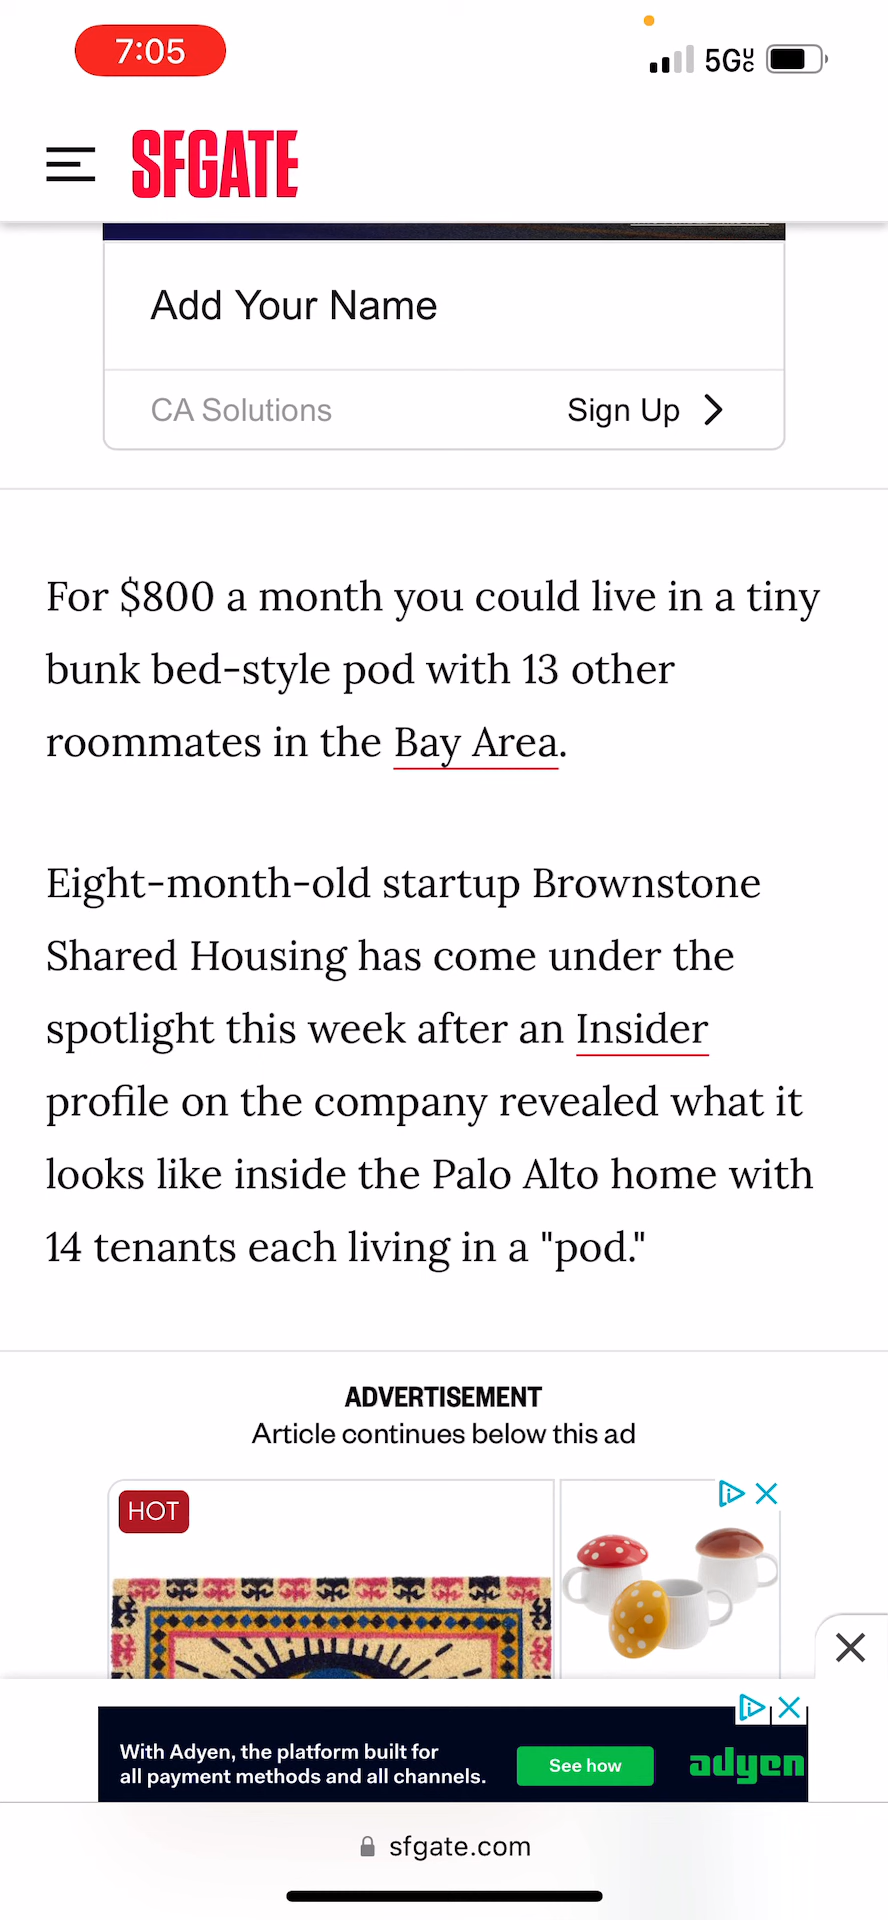 7:05
5GUC
SFGATE
Add Your Name
CA Solutions
Sign Up
For $800 a month you could live in a tiny
bunk bed-style pod with 13 other
roommates in the Bay Area.
Eight-month-old startup Brownstone
Shared Housing has come under the
spotlight this week after an Insider
profile on the company revealed what it
looks like inside the Palo Alto home with
14 tenants each living in a "pod."
ADVERTISEMENT
Article continues below this ad
HOT
With Adyen, the platform built for
all payment methods and all channels.
See how
adyen
sfgate.com